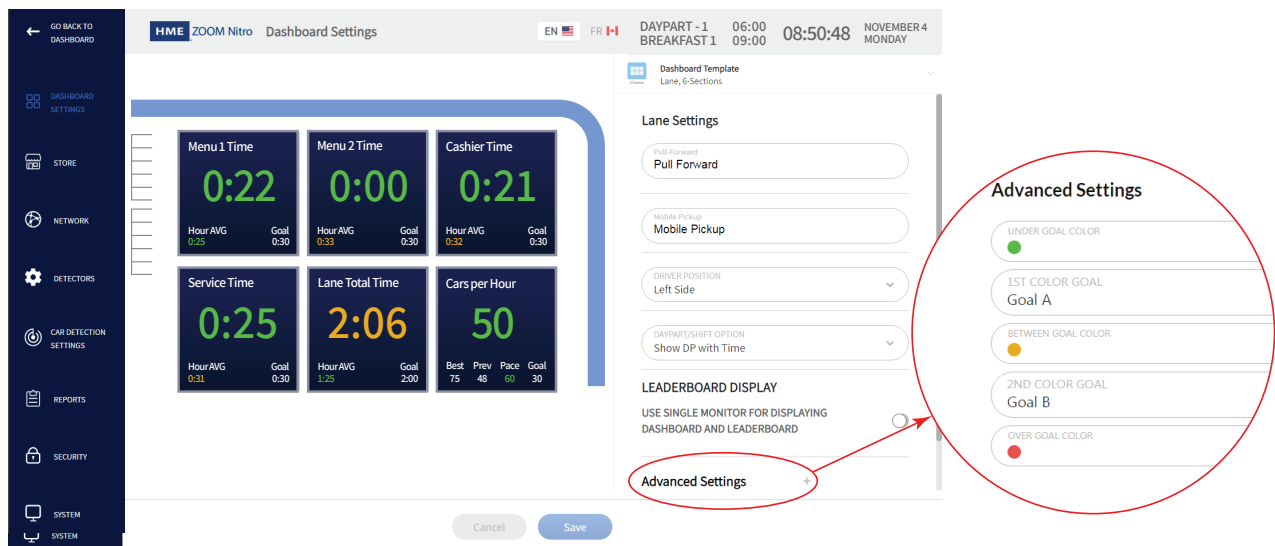 GO BACK TO
DASHBOARD
HME ZOOM Nitro Dashboard Settings
EN FR
DAYPART - 1 06:00
BREAKFAST 1 09:00
08:50:48
NOVEMBER 4
MONDAY
DASHBOARD
SETTINGS
STORE
NETWORK
DETECTORS
CAR DETECTION
SETTINGS
REPORTS
SECURITY
SYSTEM
SYSTEM
Menu 1 Time
0:22
Hour AVG Goal
0:25 0:30
Menu 2 Time
0:00
Hour AVG Goal
0:33 0:30
Cashier Time
0:21
Hour AVG Goal
0:32 0:30
Service Time
0:25
Hour AVG Goal
0:31 0:30
Lane Total Time
2:06
Hour AVG Goal
1:25 2:00
Cars per Hour
50
Best Prev Pace Goal
75 48 60 30
Cancel Save
Dashboard Template
Lane, 6-Sections
Lane Settings
Pull-Forward
Pull Forward
Mobile Pickup
Mobile Pickup
DRIVER POSITION
Left Side
DAYPART/SHIFT OPTION
Show DP with Time
LEADERBOARD DISPLAY
USE SINGLE MONITOR FOR DISPLAYING
DASHBOARD AND LEADERBOARD
Advanced Settings +
Advanced Settings
UNDER GOAL COLOR
1ST COLOR GOAL
Goal A
BETWEEN GOAL COLOR
2ND COLOR GOAL
Goal B
OVER GOAL COLOR